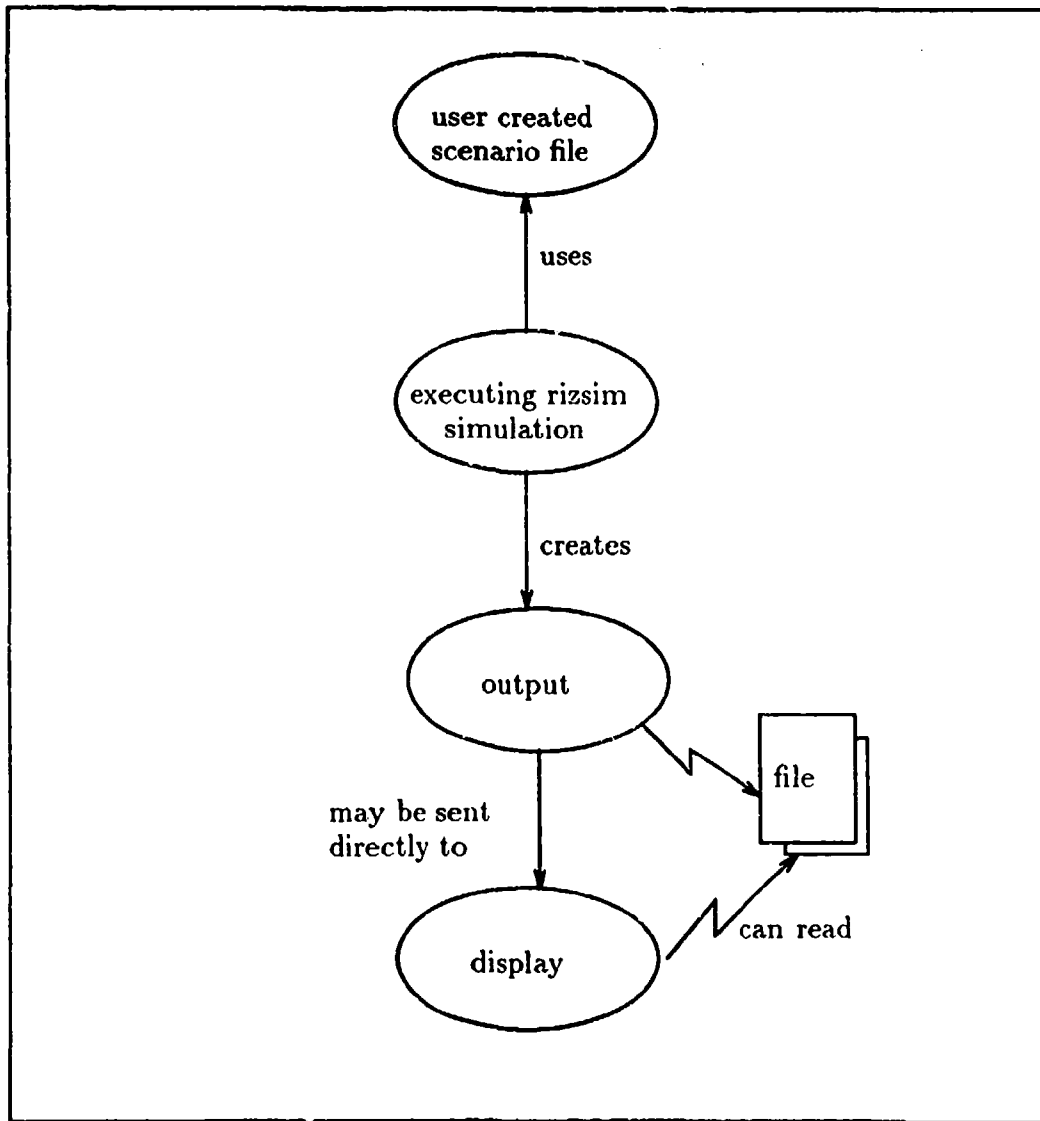 user created
scenario file
uses
executing rizsim
simulation
creates
output
file
may be sent
directly to
can read
display